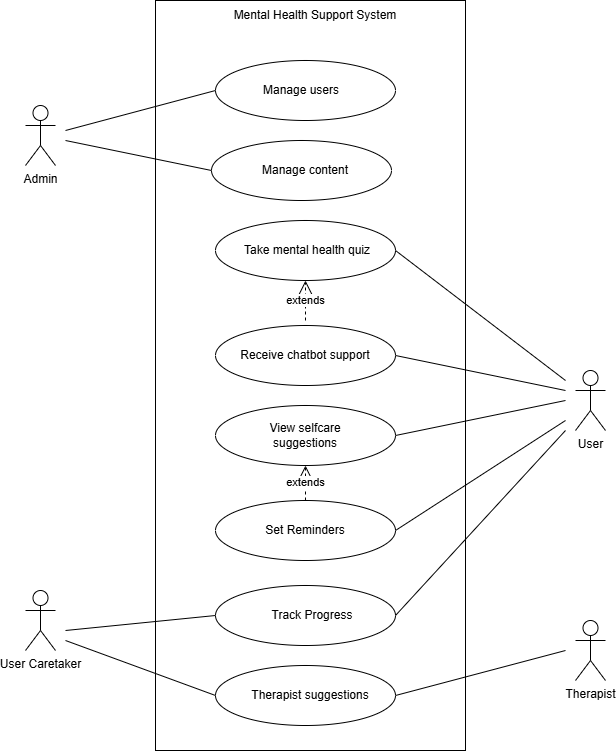 Mental Health Support System
Manage users
Manage content
Admin
Take mental health quiz
extends
Receive chatbot support
View selfcare
suggestions
User
extends
Set Reminders
Track Progress
User Caretaker
Therapist suggestions
Therapist